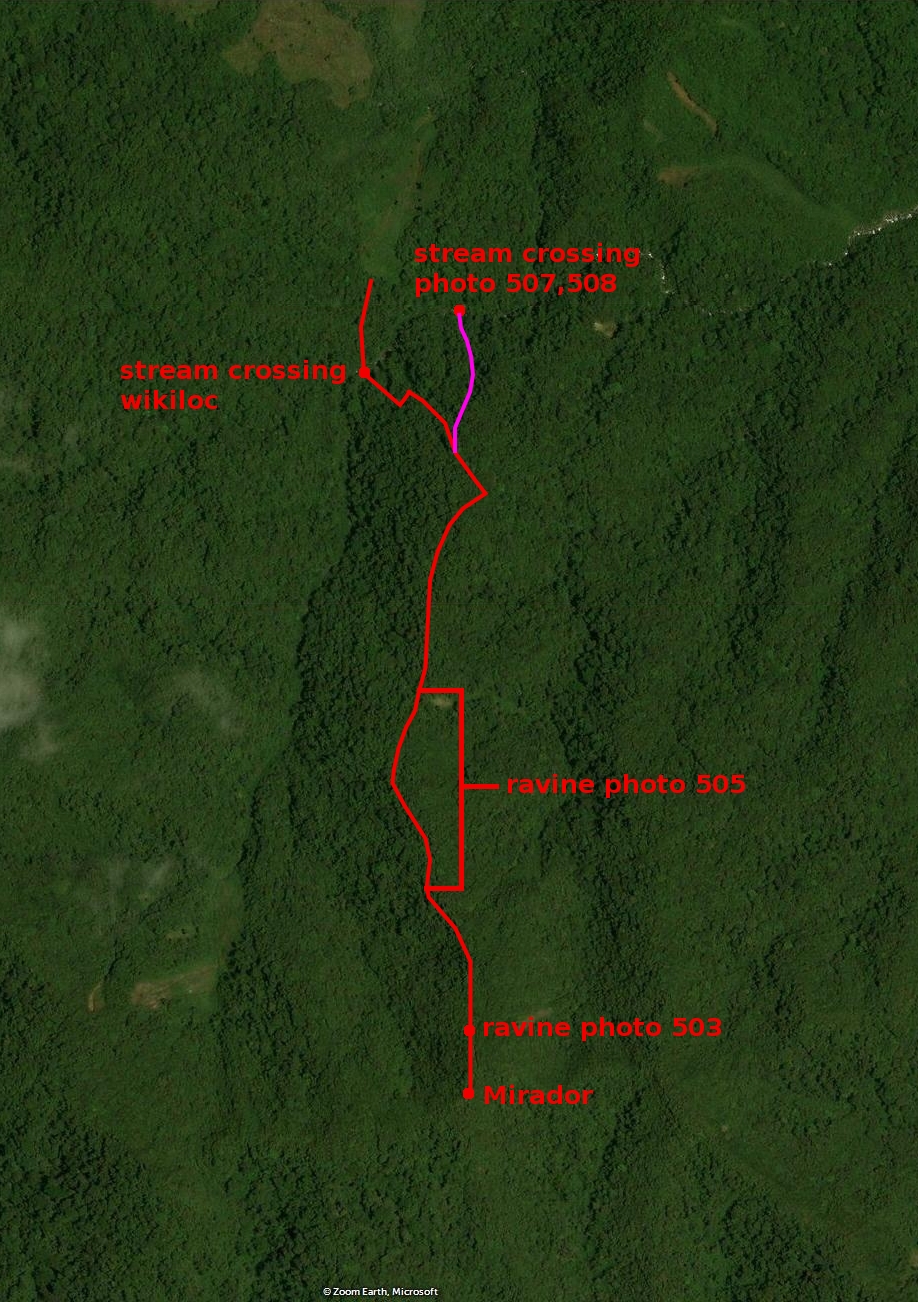 stream crossing
photo 507,508
stream crossing
wikiloc
ravine photo 505
ravine photo 503
Mirador
© Zoom Earth, Microsoft